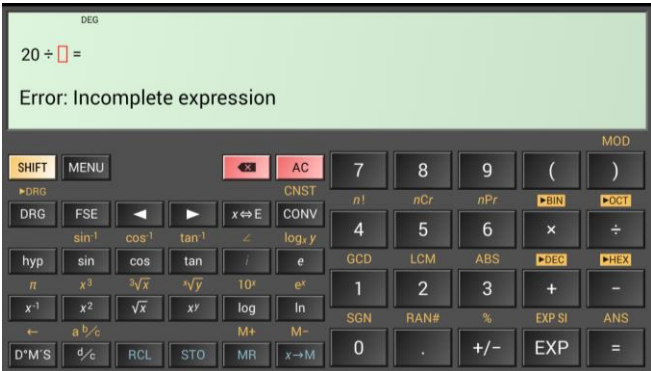 DEG
20 ÷ =
Error: Incomplete expression
MOD
SHIFT MENU AC 7 8 9 ( )
►DRG CNST n! nCr nPr ►BIN ►OCT
DRG FSE ◄ ► x⇔E CONV 4 5 6 × ÷
sin⁻¹ cos⁻¹ tan⁻¹ ∠ logₓ y GCD LCM ABS ►DEC ►HEX
hyp sin cos tan i e 1 2 3 + −
π x³ ³√x ˣ√y 10ˣ eˣ SGN RAN# % EXP SI ANS
x⁻¹ x² √x xʸ log ln 0 . +/− EXP =
← a b/c M+ M−
D°M´S d/c RCL STO MR x→M